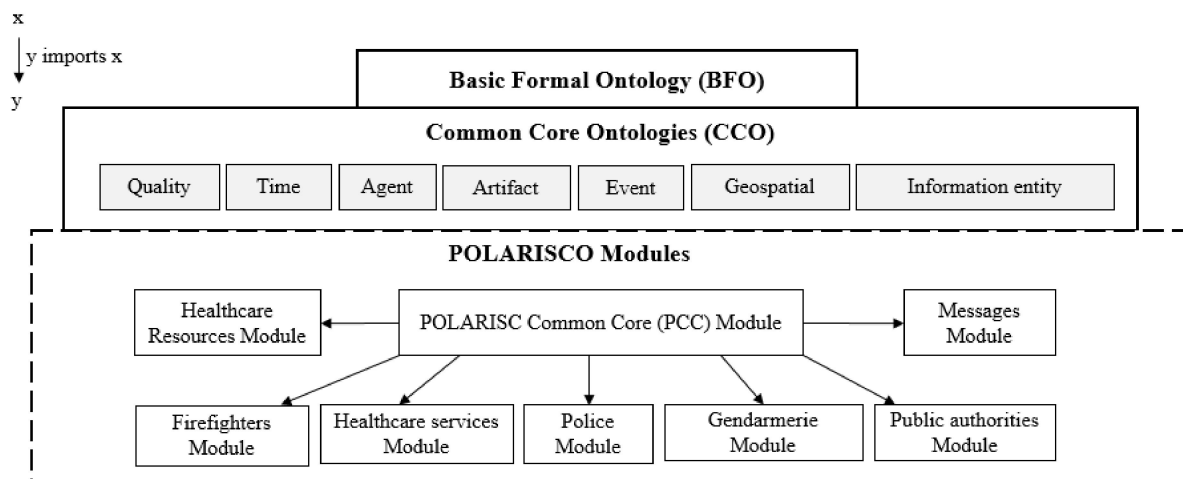 x
y imports x
y
Basic Formal Ontology (BFO)
Common Core Ontologies (CCO)
Quality
Time
Agent
Artifact
Event
Geospatial
Information entity
POLARISCO Modules
Healthcare
Resources Module
POLARISC Common Core (PCC) Module
Messages
Module
Firefighters
Module
Healthcare services
Module
Police
Module
Gendarmerie
Module
Public authorities
Module